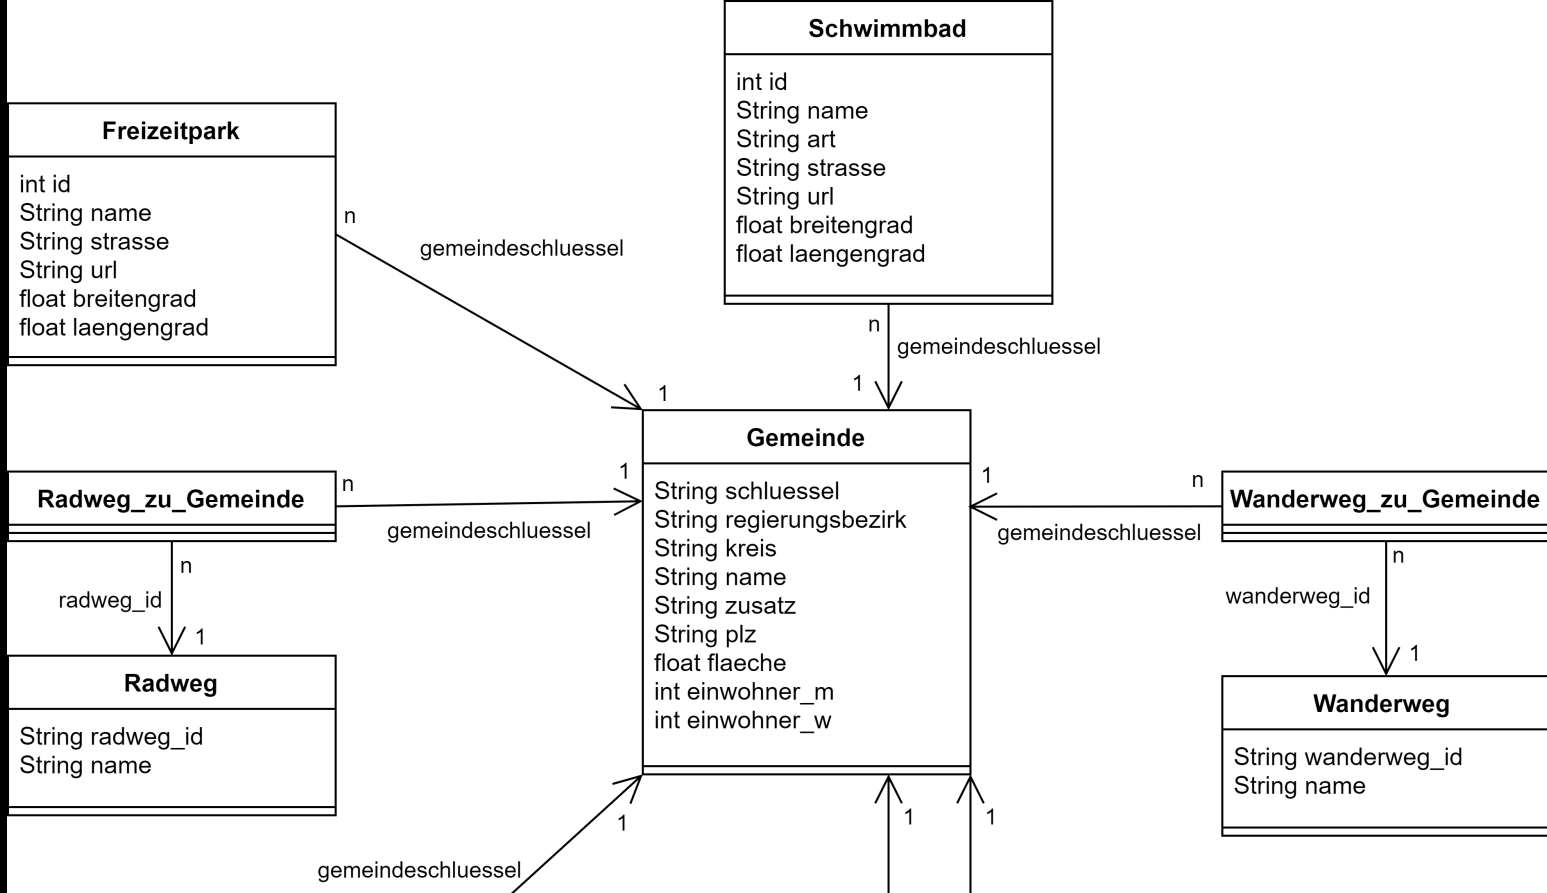 Schwimmbad
int id
String name
String art
String strasse
String url
float breitengrad
float laengengrad
Freizeitpark
int id
String name
String strasse
String url
float breitengrad
float laengengrad
n
gemeindeschluessel
1
n
gemeindeschluessel
1
Gemeinde
String schluessel
String regierungsbezirk
String kreis
String name
String zusatz
String plz
float flaeche
int einwohner_m
int einwohner_w
Radweg_zu_Gemeinde
n
1
gemeindeschluessel
n
radweg_id
1
Radweg
String radweg_id
String name
1
n
gemeindeschluessel
Wanderweg_zu_Gemeinde
n
wanderweg_id
1
Wanderweg
String wanderweg_id
String name
1
gemeindeschluessel
1
1